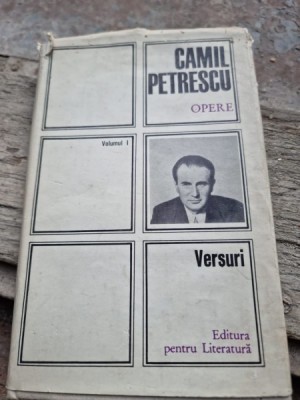 CAMIL
PETRESCU
OPERE
Volumul I
Versuri
Editura
pentru Literatură